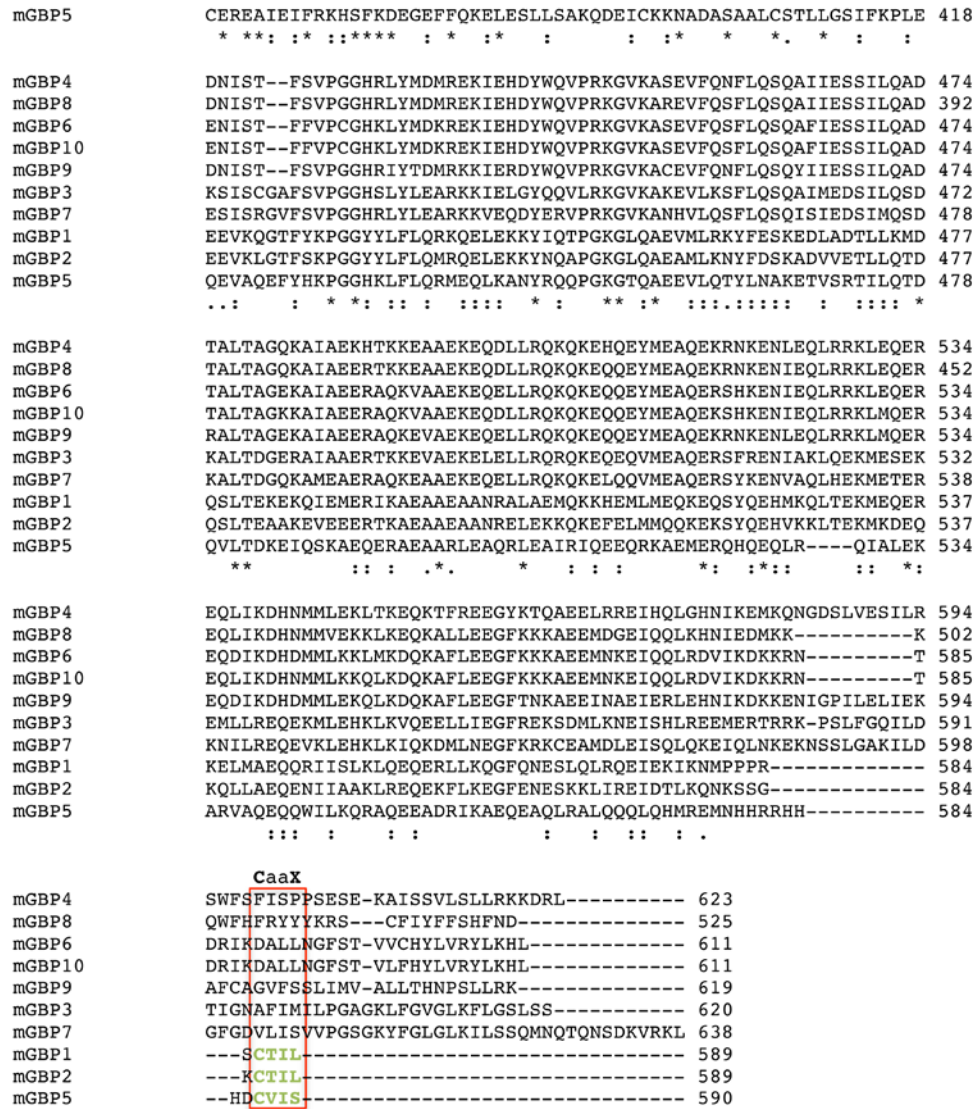 mGBP5 CEREAIEIFRKHSFKDEGEFFQKELESLLSAKQDEICKKNADASAALCSTLLGSIFKPLE 418
* **: : ::**** : * :* : : :* * *. * : :
mGBP4 DNIST--FSVPGGHRLYMDMREKIEHDYWQVPRKGVKASEVFQNFLQSQAIIESSILQAD 474
mGBP8 DNIST--FSVPGGHRLYMDMREKIEHDYWQVPRKGVKAREVFQSFLQSQAIIESSILQAD 392
mGBP6 ENIST--FFVPCGHKLYMDKREKIEHDYWQVPRKGVKASEVFQSFLQSQAFIESSILQAD 474
mGBP10 ENIST--FFVPCGHKLYMDKREKIEHDYWQVPRKGVKASEVFQSFLQSQAFIESSILQAD 474
mGBP9 DNIST--FSVPGGHRIYTDMRKKIERDYWQVPRKGVKACEVFQNFLQSQYIIESSILQAD 474
mGBP3 KSISCGAFSVPGGHSLYLEARKKIELGYQQVLRKGVKAKEVLKSFLQSQAIMEDSILQSD 472
mGBP7 ESISRGVFSVPGGHRLYLEARKKVEQDYERVPRKGVKANHVLQSFLQSQISIEDSIMQSD 478
mGBP1 EEVKQGTFYKPGGYYLFLQRKQELEKKYIQTPGKGLQAEVMLRKYFESKEDLADTLLKMD 477
mGBP2 EEVKLGTFSKPGGYYLFLQMRQELEKKYNQAPGKGLQAEAMLKNYFDSKADVVETLLQTD 477
mGBP5 QEVAQEFYHKPGGHKLFLQRMEQLKANYRQQPGKGTQAEEVLQTYLNAKETVSRTILQTD 478
..: : * *: :: : :::: * : ** :* :::.::::: : :::: *
mGBP4 TALTAGQKAIAEKHTKKEAAEKEQDLLRQKQKEHQEYMEAQEKRNKENLEQLRRKLEQER 534
mGBP8 TALTAGQKAIAEERTKKEAAEKEQDLLRQKQKEQQEYMEAQEKRNKENIEQLRRKLEQER 452
mGBP6 TALTAGEKAIAEERAQKVAAEKEQDLLRQKQKEQQEYMEAQEKSHKENIEQLRRKLEQER 534
mGBP10 TALTAGKKAIAEERAQKVAAEKEQDLLRQKQKEQQEYMEAQEKSHKENIEQLRRKLMQER 534
mGBP9 RALTAGEKAIAEERAQKEVAEKEQELLRQKQKEQQEYMEAQEKRNKENLEQLRRKLMQER 534
mGBP3 KALTDGERAIAAERTKKEVAEKELELLRQRQKEQEQVMEAQERSFRENIAKLQEKMESEK 532
mGBP7 KALTDGQKAMEAERAQKEAAEKEQELLRQKQKELQQVMEAQERSYKENVAQLHEKMETER 538
mGBP1 QSLTEKEKQIEMERIKAEAAEAANRALAEMQKKHEMLMEQKEQSYQEHMKQLTEKMEQER 537
mGBP2 QSLTEAAKEVEEERTKAEAAEAANRELEKKQKEFELMMQQKEKSYQEHVKKLTEKMKDEQ 537
mGBP5 QVLTDKEIQSKAEQERAEAARLEAQRLEAIRIQEEQRKAEMERQHQEQLR----QIALEK 534
** :: : .*. * : : : *: :*:: :: *:
mGBP4 EQLIKDHNMMLEKLTKEQKTFREEGYKTQAEELRREIHQLGHNIKEMKQNGDSLVESILR 594
mGBP8 EQLIKDHNMMVEKKLKEQKALLEEGFKKKAEEMDGEIQQLKHNIEDMKK----------K 502
mGBP6 EQDIKDHDMMLKKLMKDQKAFLEEGFKKKAEEMNKEIQQLRDVIKDKKRN---------T 585
mGBP10 EQLIKDHDMMLKKQLKDQKAFLEEGFKKKAEEMNKEIQQLRDVIKDKKRN---------T 585
mGBP9 EQDIKDHDMMLEKQLKDQKAFLEEGFTNKAEEINAEIERLEHNIKDKKENIGPILELIEK 594
mGBP3 EMLLREQEKMLEHKLKVQEELLIEGFREKSDMLKNEISHLREEMERTRRK-PSLFGQILD 591
mGBP7 KNILREQEVKLEHKLKIQKDMLNEGFKRKCEAMDLEISQLQKEIQLNKEKNSSLGAKILD 598
mGBP1 KELMAEQQRIISLKLQEQERLLKQGFQNESLQLRQEIEKIKNMPPPR------------- 584
mGBP2 KQLLAEQENIIAAKLREQEKFLKEGFENESKKLIREIDTLKQNKSSG------------- 584
mGBP5 ARVAQEQQWILKQRAQEEADRIKAEQEAQLRALQQQLQHMREMNHHRRHH---------- 584
::: : : : : : :: : .
CaaX
mGBP4 SWFSFISPPSESE-KAISSVLSLLRKKDRL----------- 623
mGBP8 QWFHFRYYYKRS---CFIYFFSHFND--------------- 525
mGBP6 DRIKDALLNGFST-VVCHYLVRYLKHL-------------- 611
mGBP10 DRIKDALLNGFST-VLFHYLVRYLKHL-------------- 611
mGBP9 AFCAGVFSSSLIMV-ALLTHNPSLLRK-------------- 619
mGBP3 TIGNAFIMILPGAGKLFGVGLKFLGSLSS------------ 620
mGBP7 GFGDVLISVVPGSGKYFGLGLKILSSQMNQTQNSDKVRKL 638
mGBP1 ---SCTIL--------------------------------- 589
mGBP2 ---KCTIL--------------------------------- 589
mGBP5 --HDCVIS--------------------------------- 590